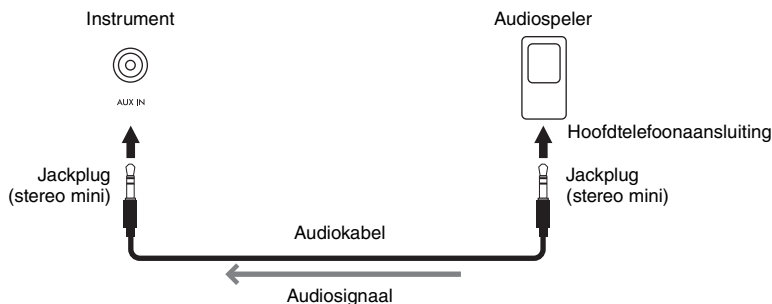 Instrument
Audiospeler
AUX IN
Hoofdtelefoonaansluiting
Jackplug
(stereo mini)
Jackplug
(stereo mini)
Audiokabel
Audiosignaal